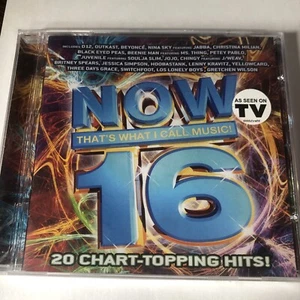 INCLUDES D12, OUTKAST, BEYONCÉ, NINA SKY FEATURING JABBA, CHRISTINA MILIAN,
BLACK EYED PEAS, BEENIE MAN FEATURING MS. THING, PETEY PABLO,
JUVENILE FEATURING SOULJA SLIM, JOJO, CHINGY FEATURING J. WEAV,
BRITNEY SPEARS, JESSICA SIMPSON, HOOBASTANK, LENNY KRAVITZ, YELLOWCARD,
THREE DAYS GRACE, SWITCHFOOT, LOS LONELY BOYS, GRETCHEN WILSON
NOW
AS SEEN ON
TV
THAT'S WHAT I CALL MUSIC!
16
20 CHART-TOPPING HITS!